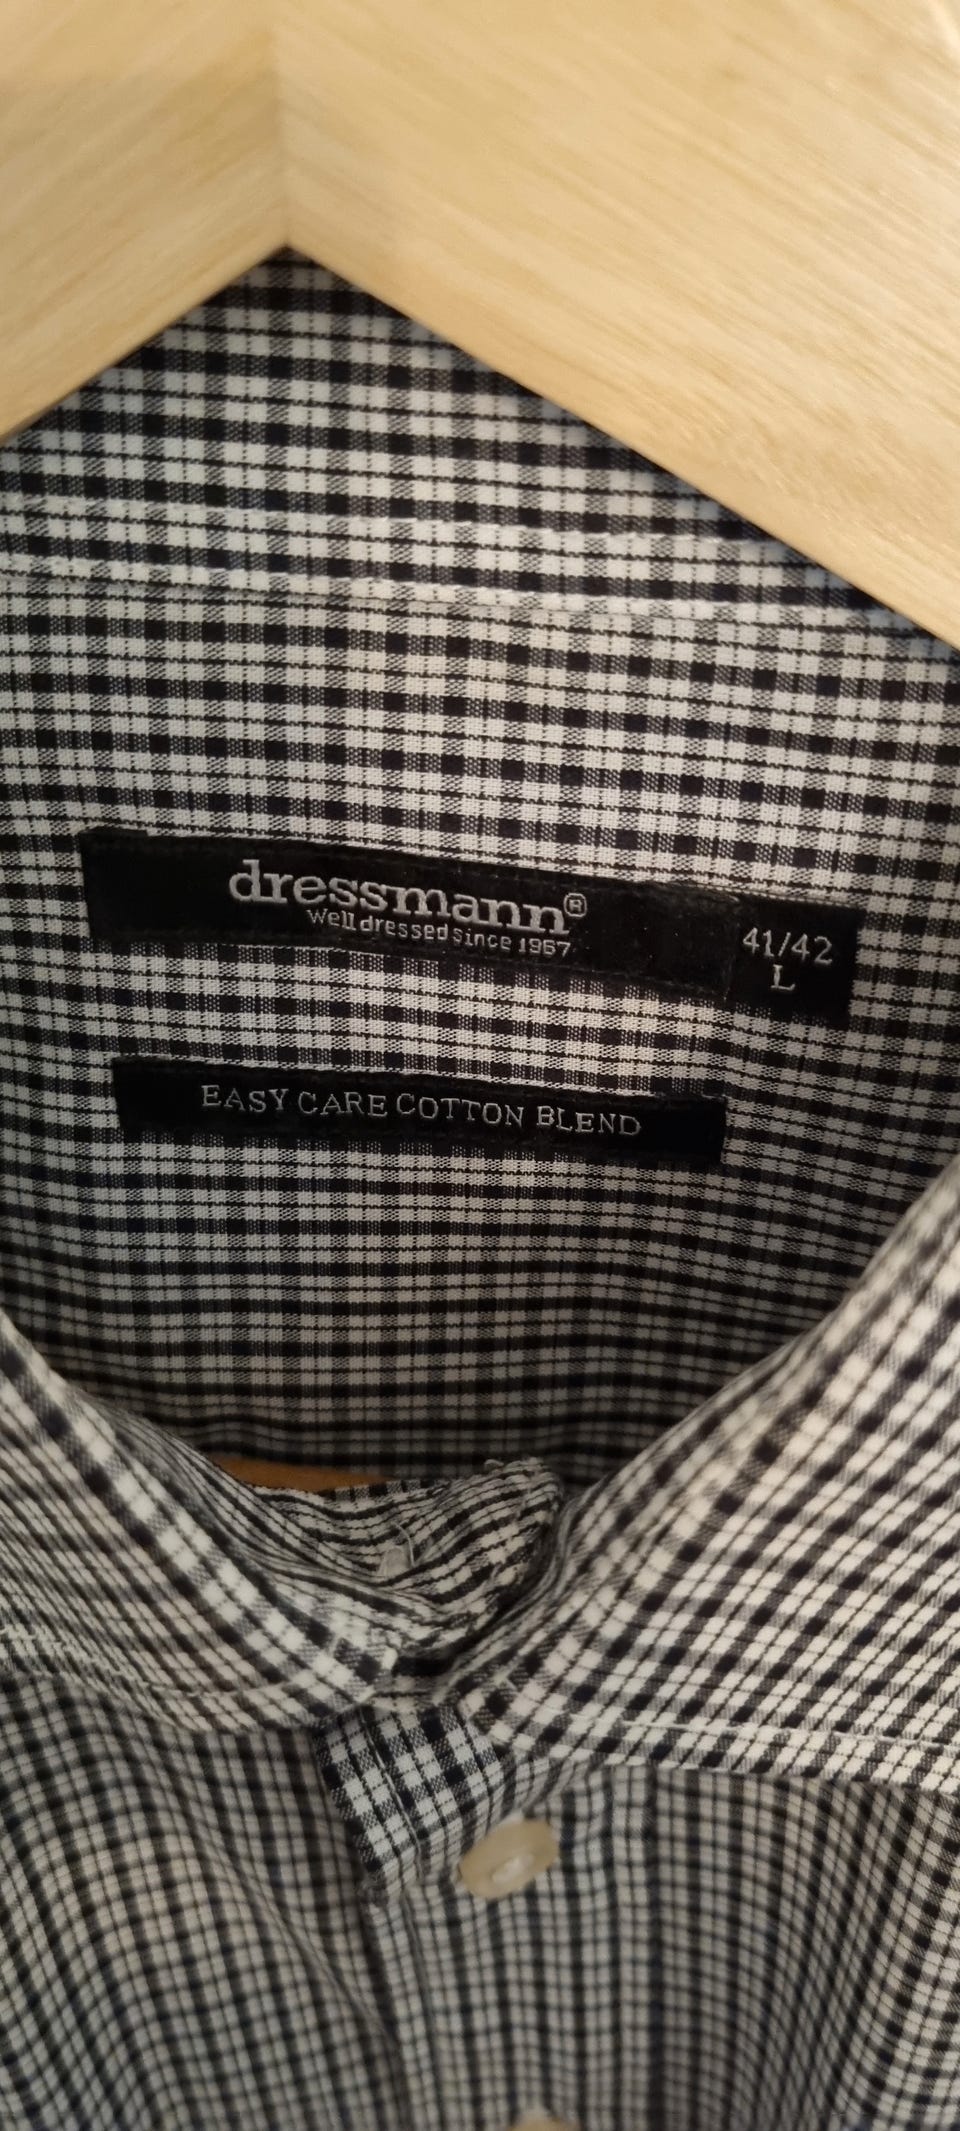 dressmann®
Well dressed since 1967
41/42
L
EASY CARE COTTON BLEND